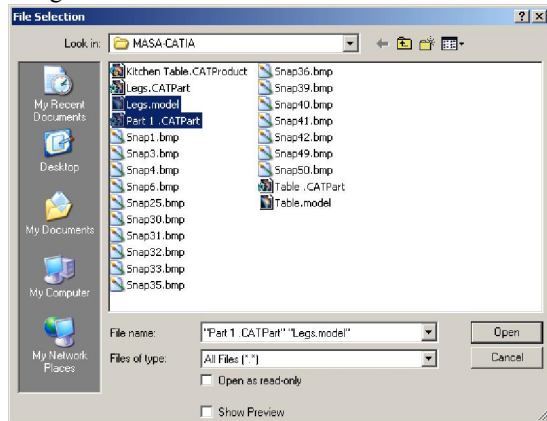 File Selection
Look in: MASA-CATIA
My Recent Documents
Desktop
My Documents
My Computer
My Network Places
Kitchen Table.CATProduct
Legs.CATPart
Legs.model
Part 1 .CATPart
Snap1.bmp
Snap3.bmp
Snap4.bmp
Snap6.bmp
Snap25.bmp
Snap30.bmp
Snap31.bmp
Snap32.bmp
Snap33.bmp
Snap35.bmp
Snap36.bmp
Snap39.bmp
Snap40.bmp
Snap41.bmp
Snap42.bmp
Snap49.bmp
Snap50.bmp
Table .CATPart
Table.model
File name: "Part 1 .CATPart" "Legs.model"
Open
Files of type: All Files (*.*)
Cancel
Open as read-only
Show Preview